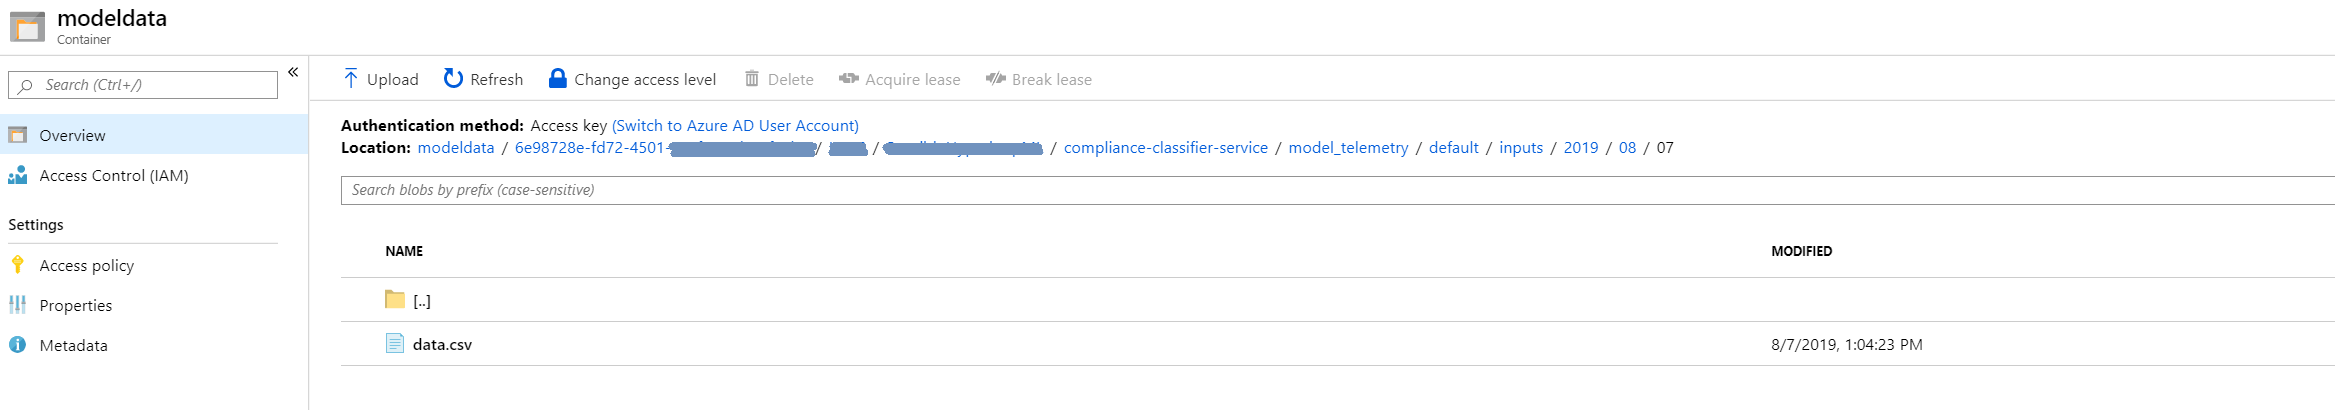 modeldata
Container
Search (Ctrl+/)
«
Overview
Access Control (IAM)
Settings
Access policy
Properties
Metadata
Upload Refresh Change access level Delete Acquire lease Break lease
Authentication method: Access key (Switch to Azure AD User Account)
Location: modeldata / 6e98728e-fd72-4501- / / / compliance-classifier-service / model_telemetry / default / inputs / 2019 / 08 / 07
Search blobs by prefix (case-sensitive)
NAME MODIFIED
[..]
data.csv 8/7/2019, 1:04:23 PM